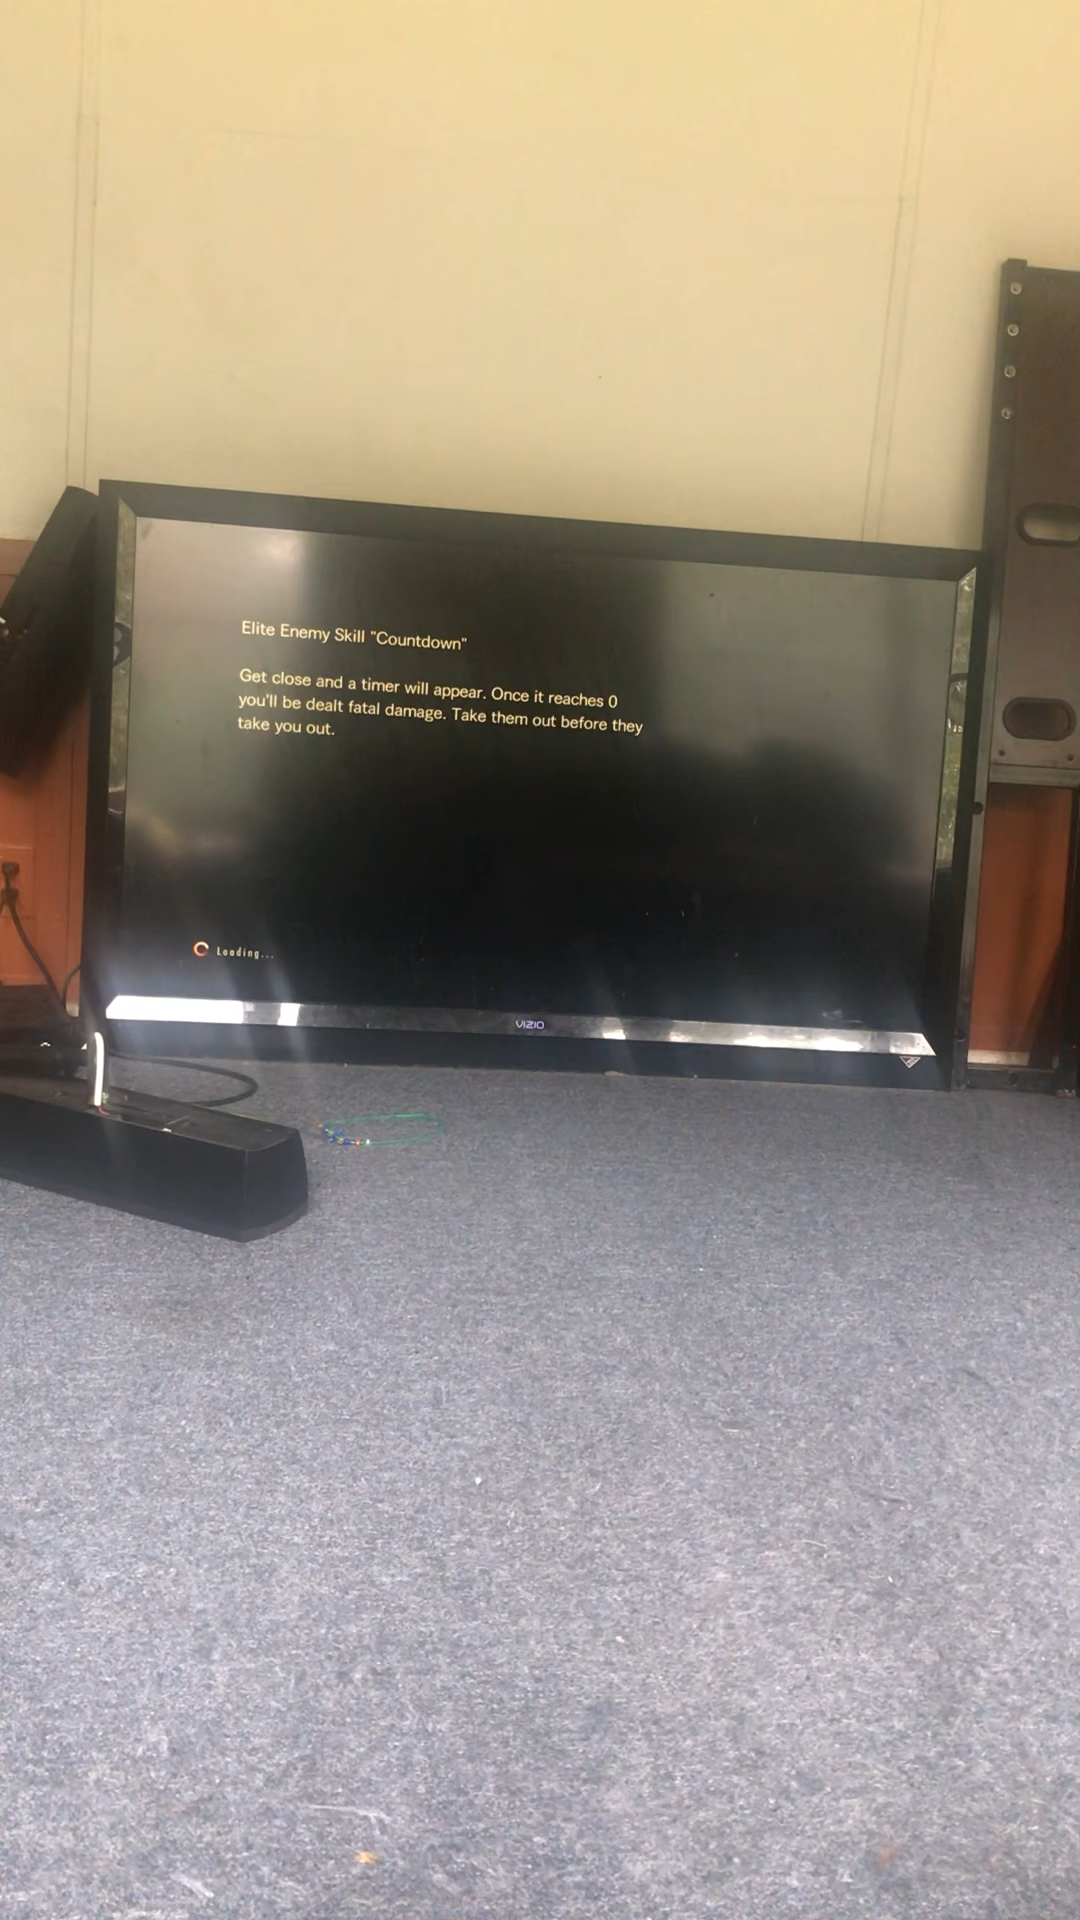 Elite Enemy Skill "Countdown"
Get close and a timer will appear. Once it reaches 0
you'll be dealt fatal damage. Take them out before they
take you out.
Loading...
VIZIO